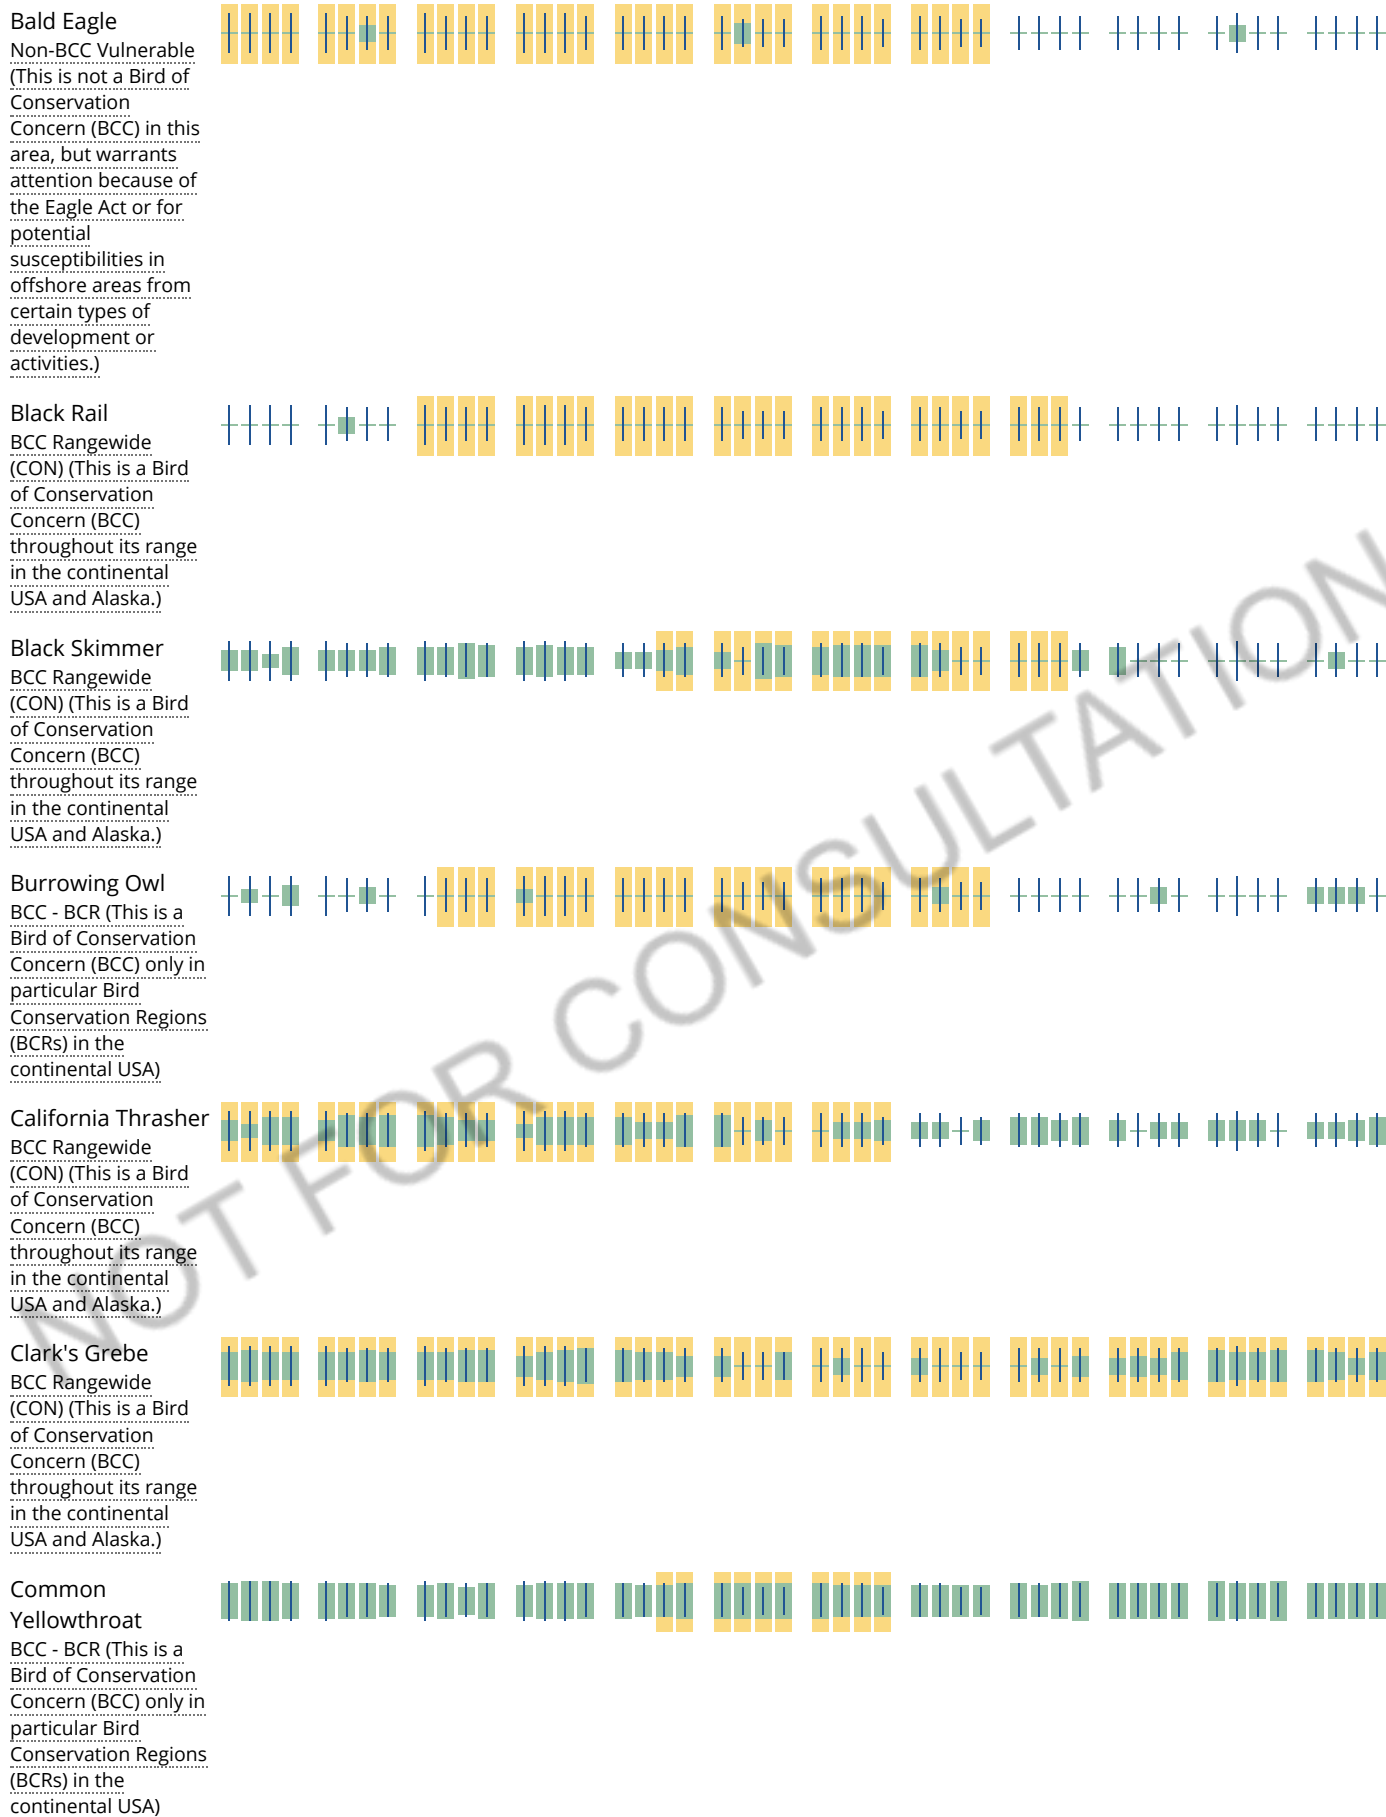 Bald Eagle
Non-BCC Vulnerable
(This is not a Bird of
Conservation
Concern (BCC) in this
area, but warrants
attention because of
the Eagle Act or for
potential
susceptibilities in
offshore areas from
certain types of
development or
activities.)
Black Rail
BCC Rangewide
(CON) (This is a Bird
of Conservation
Concern (BCC)
throughout its range
in the continental
USA and Alaska.)
Black Skimmer
BCC Rangewide
(CON) (This is a Bird
of Conservation
Concern (BCC)
throughout its range
in the continental
USA and Alaska.)
Burrowing Owl
BCC - BCR (This is a
Bird of Conservation
Concern (BCC) only in
particular Bird
Conservation Regions
(BCRs) in the
continental USA)
California Thrasher
BCC Rangewide
(CON) (This is a Bird
of Conservation
Concern (BCC)
throughout its range
in the continental
USA and Alaska.)
Clark's Grebe
BCC Rangewide
(CON) (This is a Bird
of Conservation
Concern (BCC)
throughout its range
in the continental
USA and Alaska.)
Common
Yellowthroat
BCC - BCR (This is a
Bird of Conservation
Concern (BCC) only in
particular Bird
Conservation Regions
(BCRs) in the
continental USA)
NOT FOR CONSULTATION